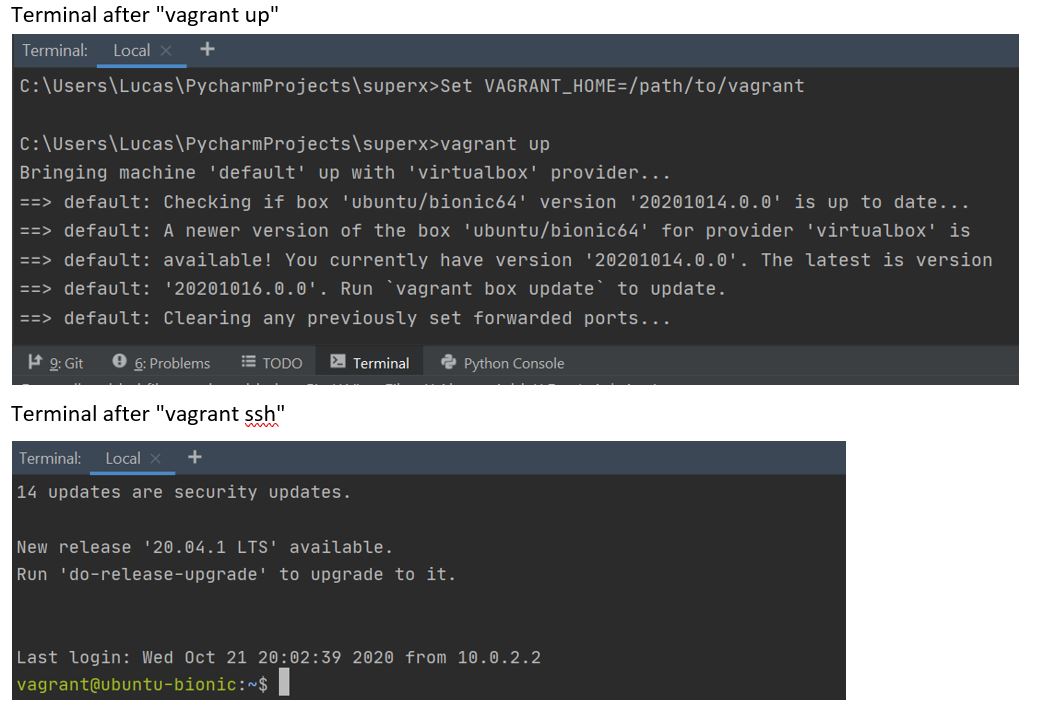 Terminal after "vagrant up"
Terminal: Local × +
C:\Users\Lucas\PycharmProjects\superx>Set VAGRANT_HOME=/path/to/vagrant
C:\Users\Lucas\PycharmProjects\superx>vagrant up
Bringing machine 'default' up with 'virtualbox' provider...
==> default: Checking if box 'ubuntu/bionic64' version '20201014.0.0' is up to date...
==> default: A newer version of the box 'ubuntu/bionic64' for provider 'virtualbox' is
==> default: available! You currently have version '20201014.0.0'. The latest is version
==> default: '20201016.0.0'. Run `vagrant box update` to update.
==> default: Clearing any previously set forwarded ports...
9: Git 6: Problems TODO Terminal Python Console
Terminal after "vagrant ssh"
Terminal: Local × +
14 updates are security updates.
New release '20.04.1 LTS' available.
Run 'do-release-upgrade' to upgrade to it.
Last login: Wed Oct 21 20:02:39 2020 from 10.0.2.2
vagrant@ubuntu-bionic:~$